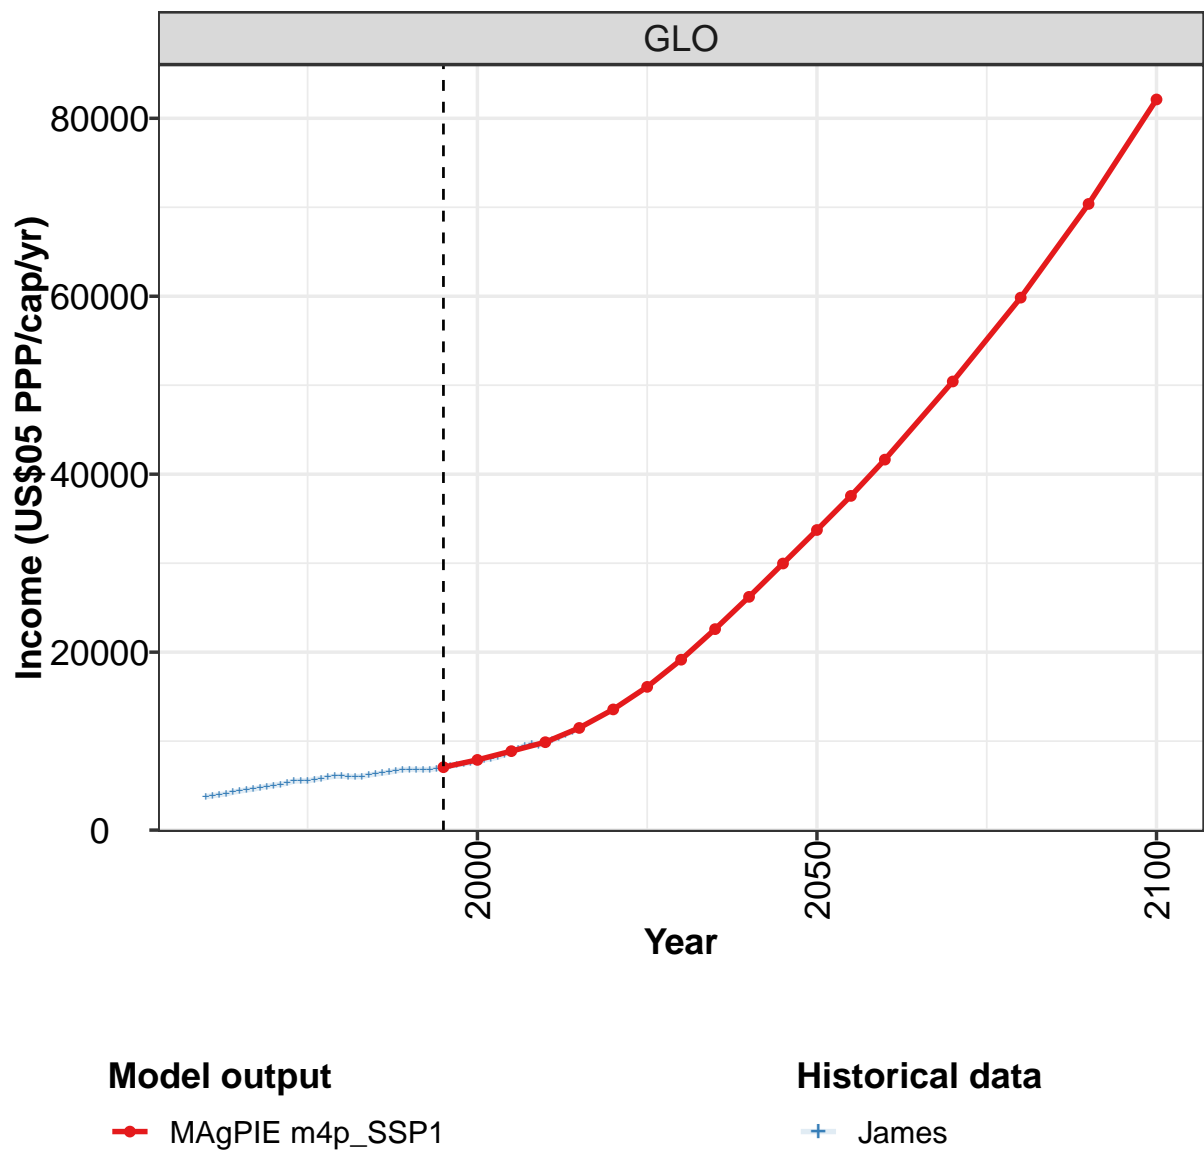 GLO
Income (US$05 PPP/cap/yr)
80000
60000
40000
20000
0
2000
2050
2100
Year
Model output
MAgPIE m4p_SSP1
Historical data
James